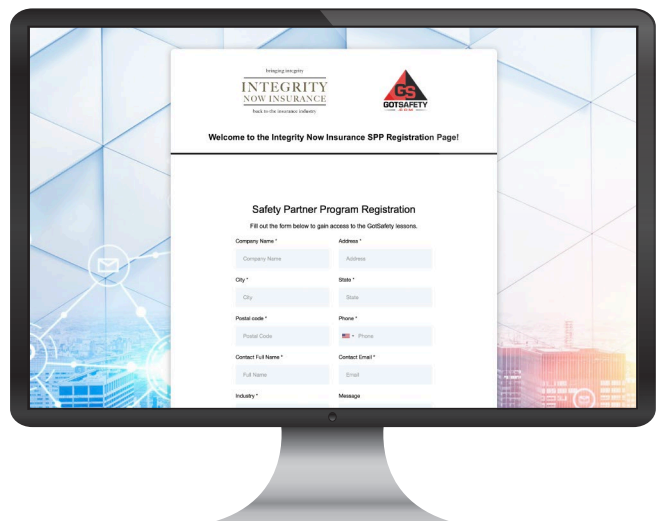 bringing integrity
INTEGRITY
NOW INSURANCE
back to the insurance industry
GS
GOTSAFETY
Welcome to the Integrity Now Insurance SPP Registration Page!
Safety Partner Program Registration
Fill out the form below to gain access to the GotSafety lessons.
Company Name * Address *
Company Name Address
City * State *
City State
Postal code * Phone *
Postal Code Phone
Contact Full Name * Contact Email *
Full Name Email
Industry * Message